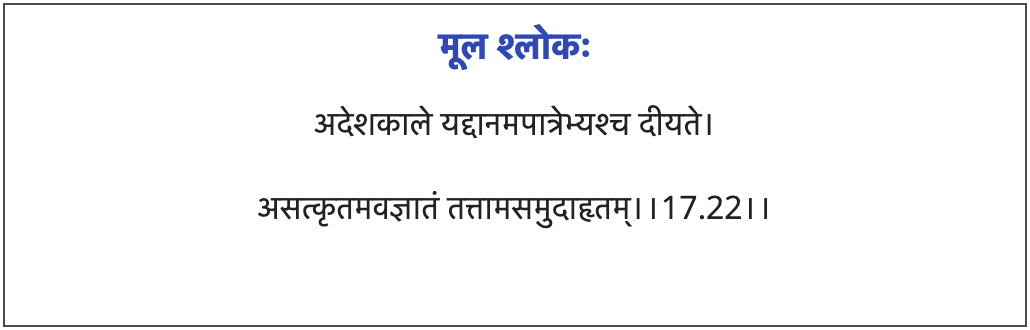 मूल श्लोकः
अदेशकाले यद्दानमपात्रेभ्यश्च दीयते।
असत्कृतमवज्ञातं तत्तामसमुदाहृतम्।।17.22।।